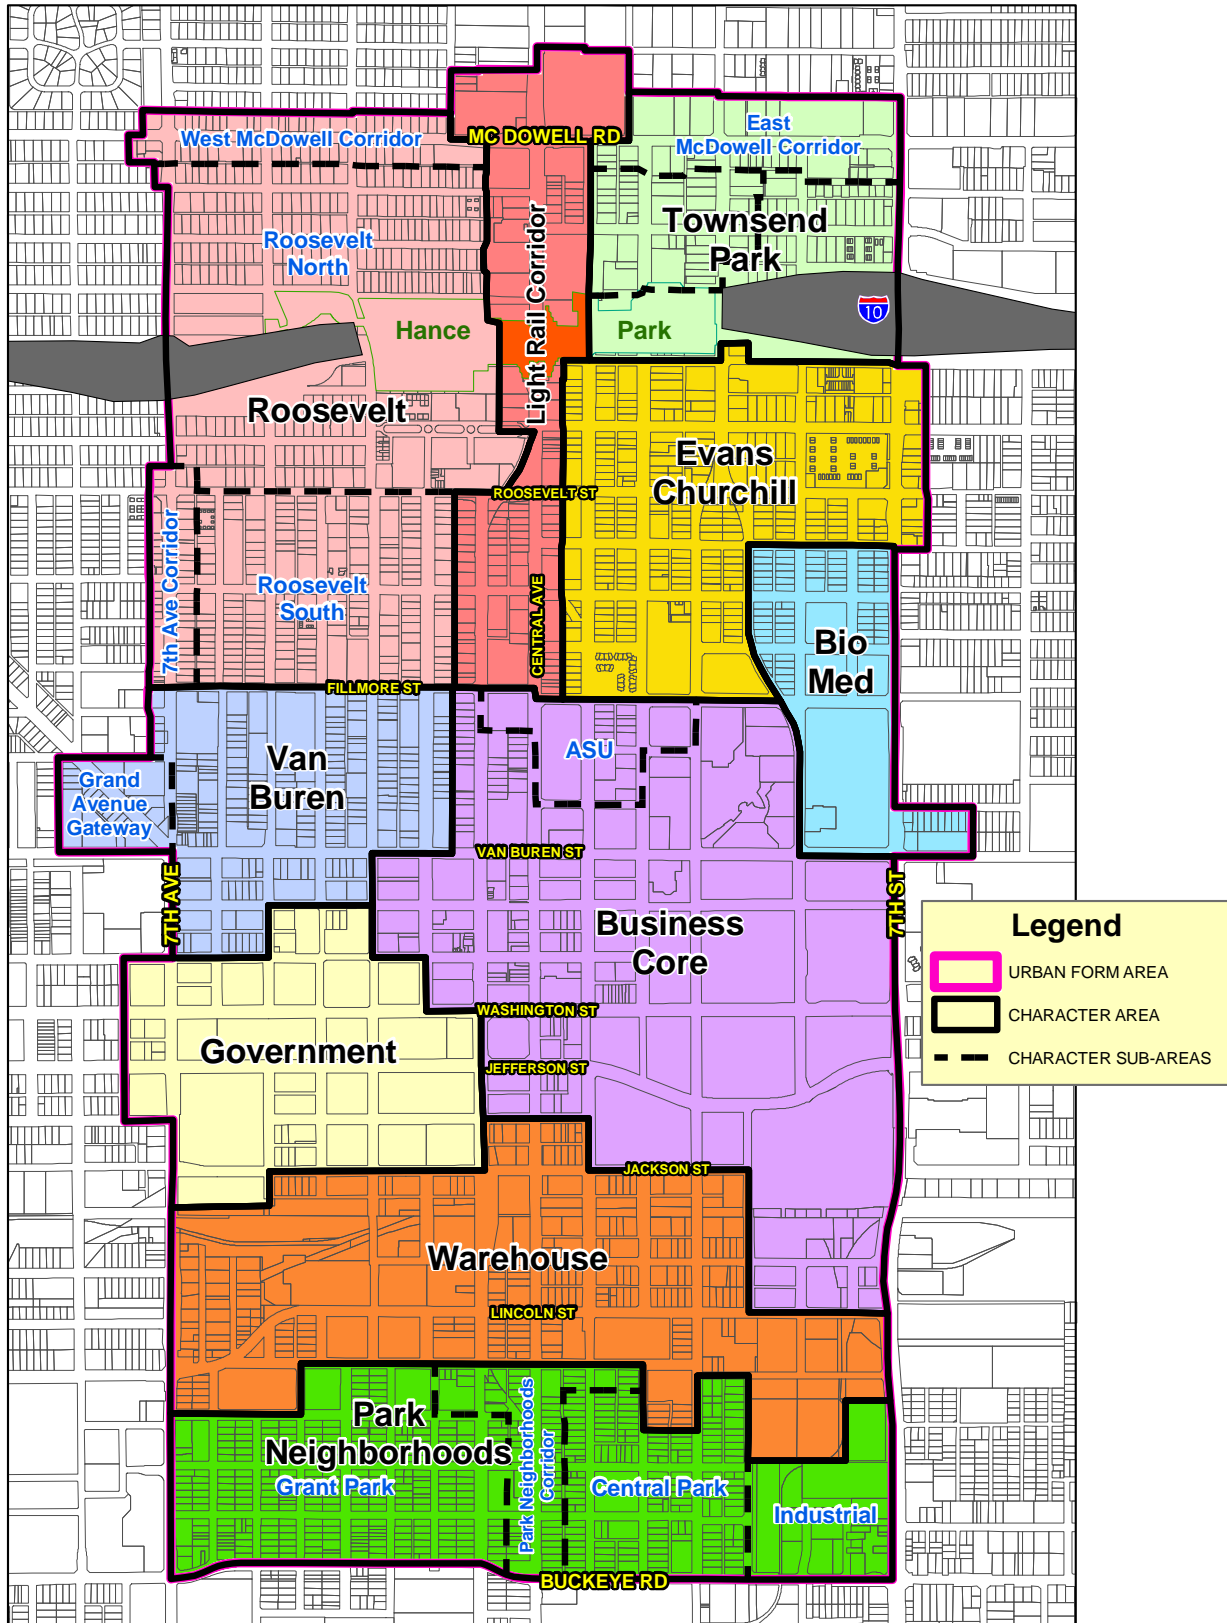 West McDowell Corridor
MC DOWELL RD
East
McDowell Corridor
Townsend
Park
Roosevelt
North
Light Rail Corridor
10
Hance
Park
Roosevelt
Evans
Churchill
ROOSEVELT ST
7th Ave Corridor
Roosevelt
South
CENTRAL AVE
Bio
Med
FILLMORE ST
Van
Buren
ASU
Grand
Avenue
Gateway
VAN BUREN ST
7TH AVE
7TH ST
Business
Core
Legend
URBAN FORM AREA
CHARACTER AREA
CHARACTER SUB-AREAS
WASHINGTON ST
Government
JEFFERSON ST
JACKSON ST
Warehouse
LINCOLN ST
Park
Neighborhoods
Grant Park
Park Neighborhoods
Corridor
Central Park
Industrial
BUCKEYE RD